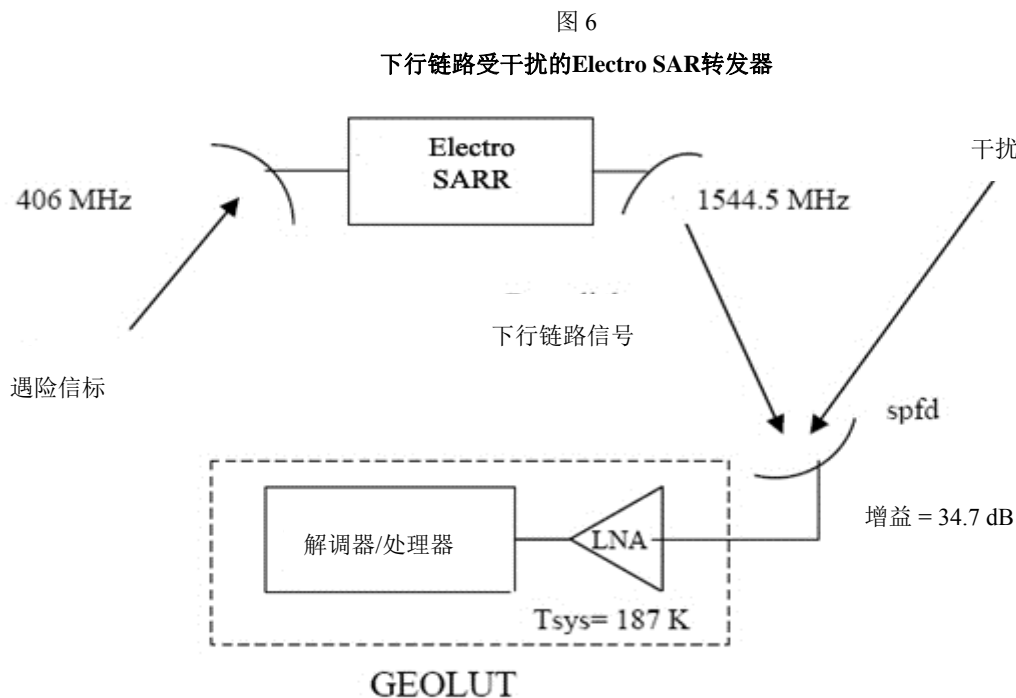 图 6
下行链路受干扰的Electro SAR转发器
Electro
SARR
干扰
406 MHz
1544.5 MHz
下行链路信号
遇险信标
spfd
增益 = 34.7 dB
解调器/处理器
LNA
Tsys= 187 K
GEOLUT